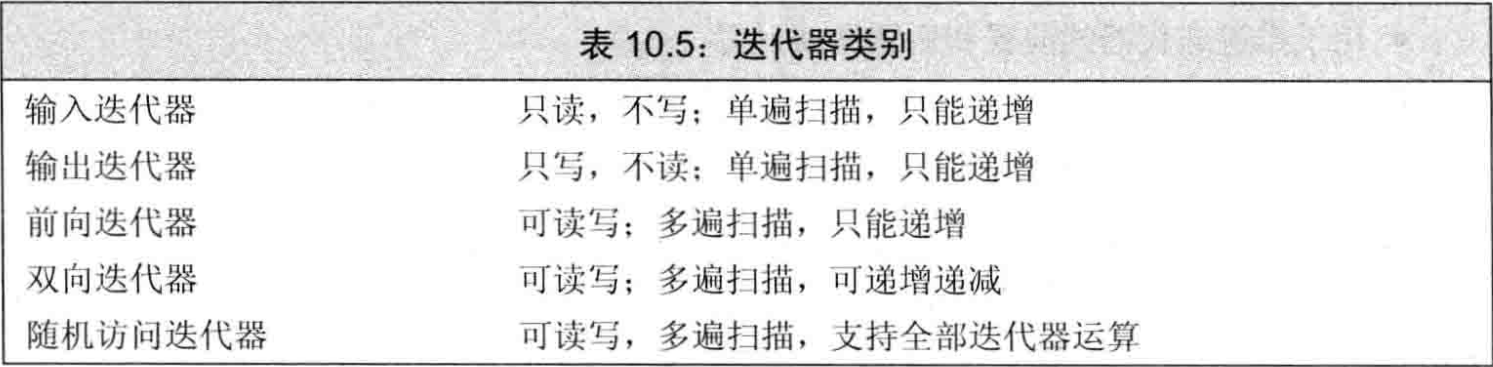 表 10.5：迭代器类别
输入迭代器 只读，不写；单遍扫描，只能递增
输出迭代器 只写，不读；单遍扫描，只能递增
前向迭代器 可读写；多遍扫描，只能递增
双向迭代器 可读写；多遍扫描，可递增递减
随机访问迭代器 可读写，多遍扫描，支持全部迭代器运算